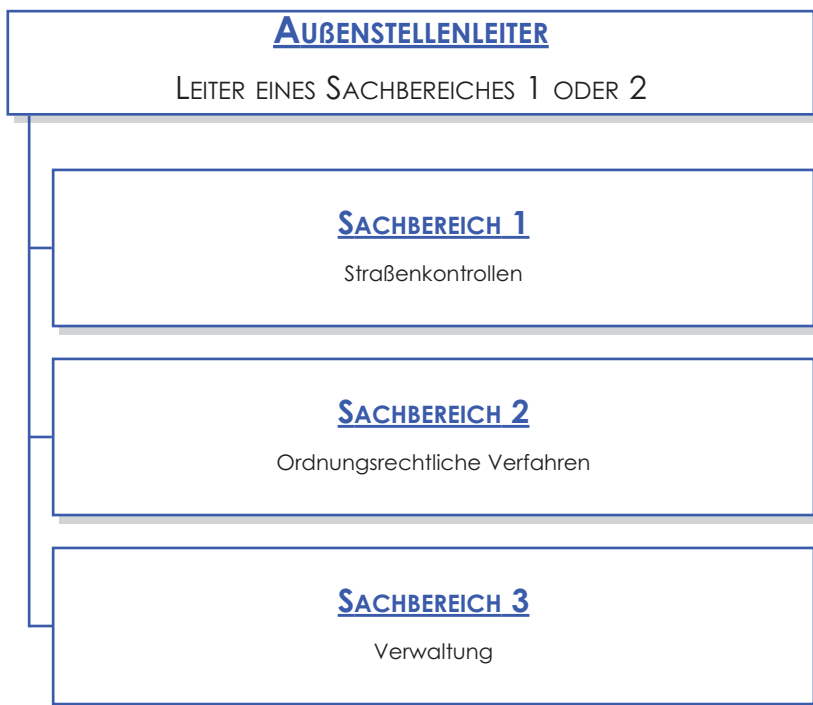 Außenstellenleiter
Leiter eines Sachbereiches 1 oder 2
Sachbereich 1
Straßenkontrollen
Sachbereich 2
Ordnungsrechtliche Verfahren
Sachbereich 3
Verwaltung